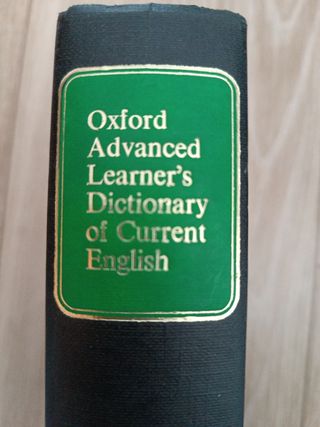 Oxford
Advanced
Learner's
Dictionary
of Current
English